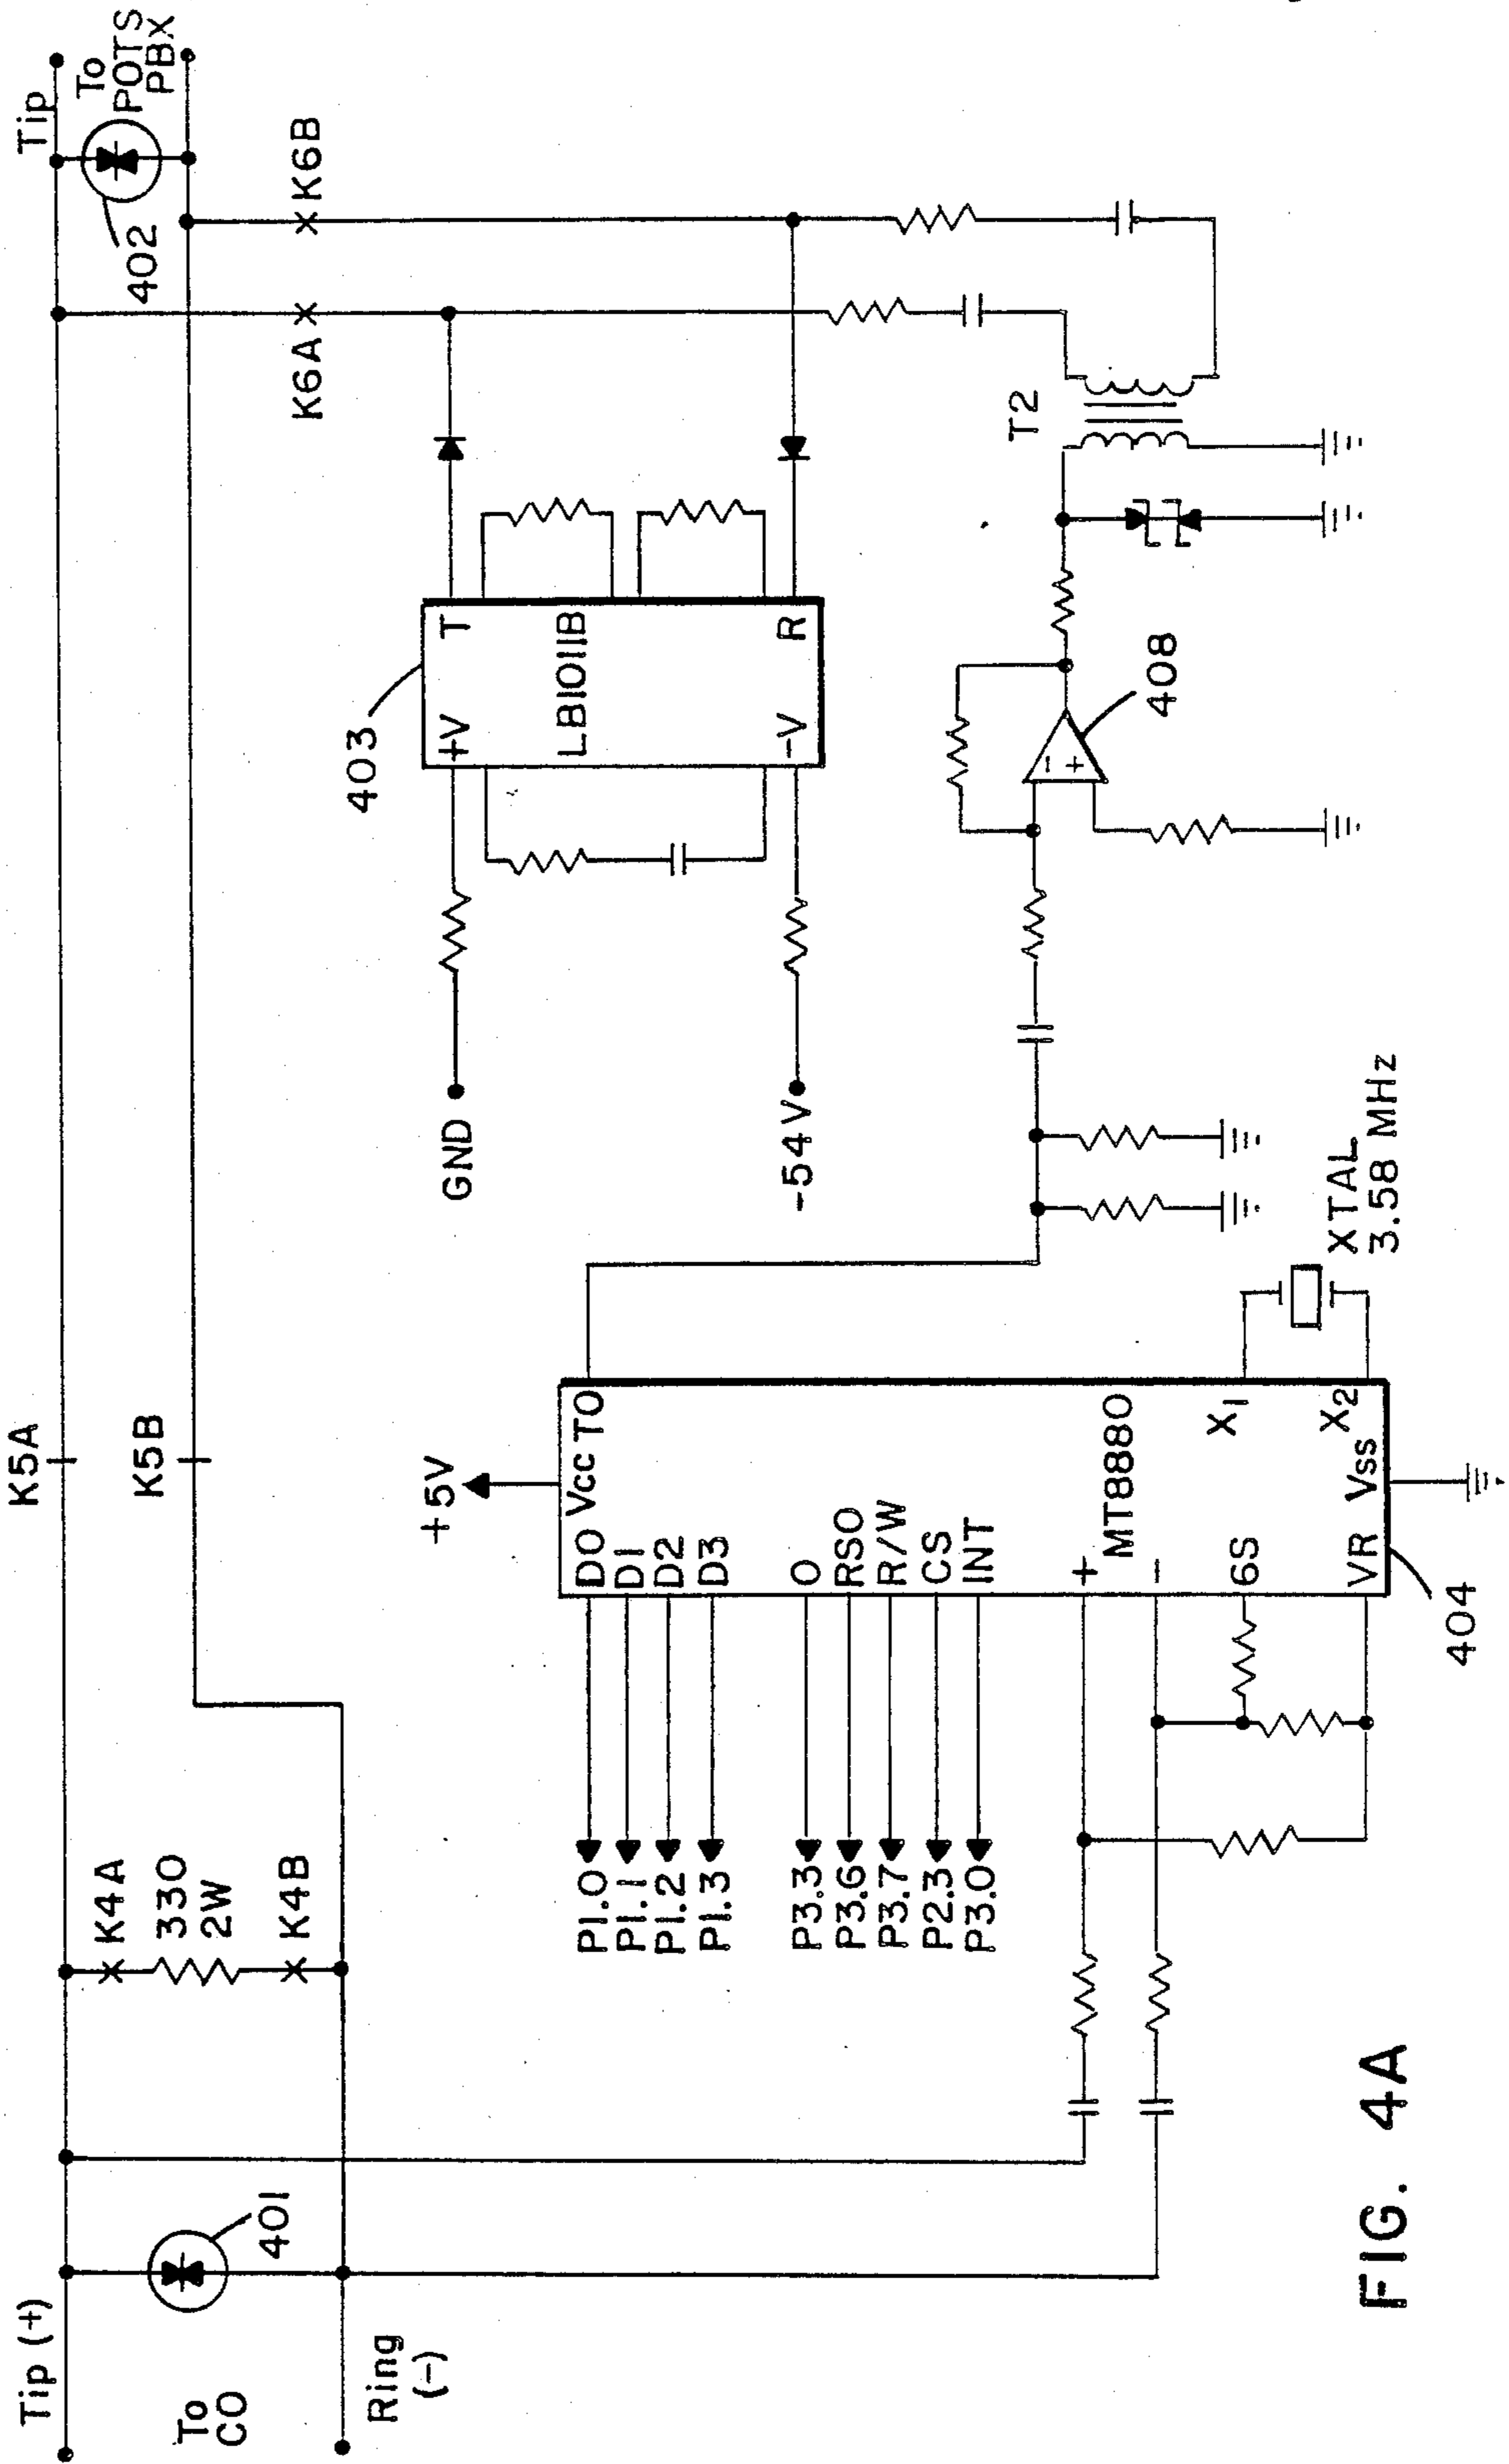 Tip (+)
To
CO
Ring
(-)
401
K4A
330
2W
K4B
K5A
K5B
Tip
To
POTS
PBX
402
K6A
K6B
403
GND
-54V
+V
T
LB1011B
-V
R
T2
408
+5V
P1.0
P1.1
P1.2
P1.3
P3.3
P3.6
P3.7
P2.3
P3.0
DO Vcc TO
D1
D2
D3
O
RSO
R/W
CS
INT
+
-
MT8880
6S
X1
VR Vss X2
404
XTAL
3.58 MHz
- +
FIG. 4A